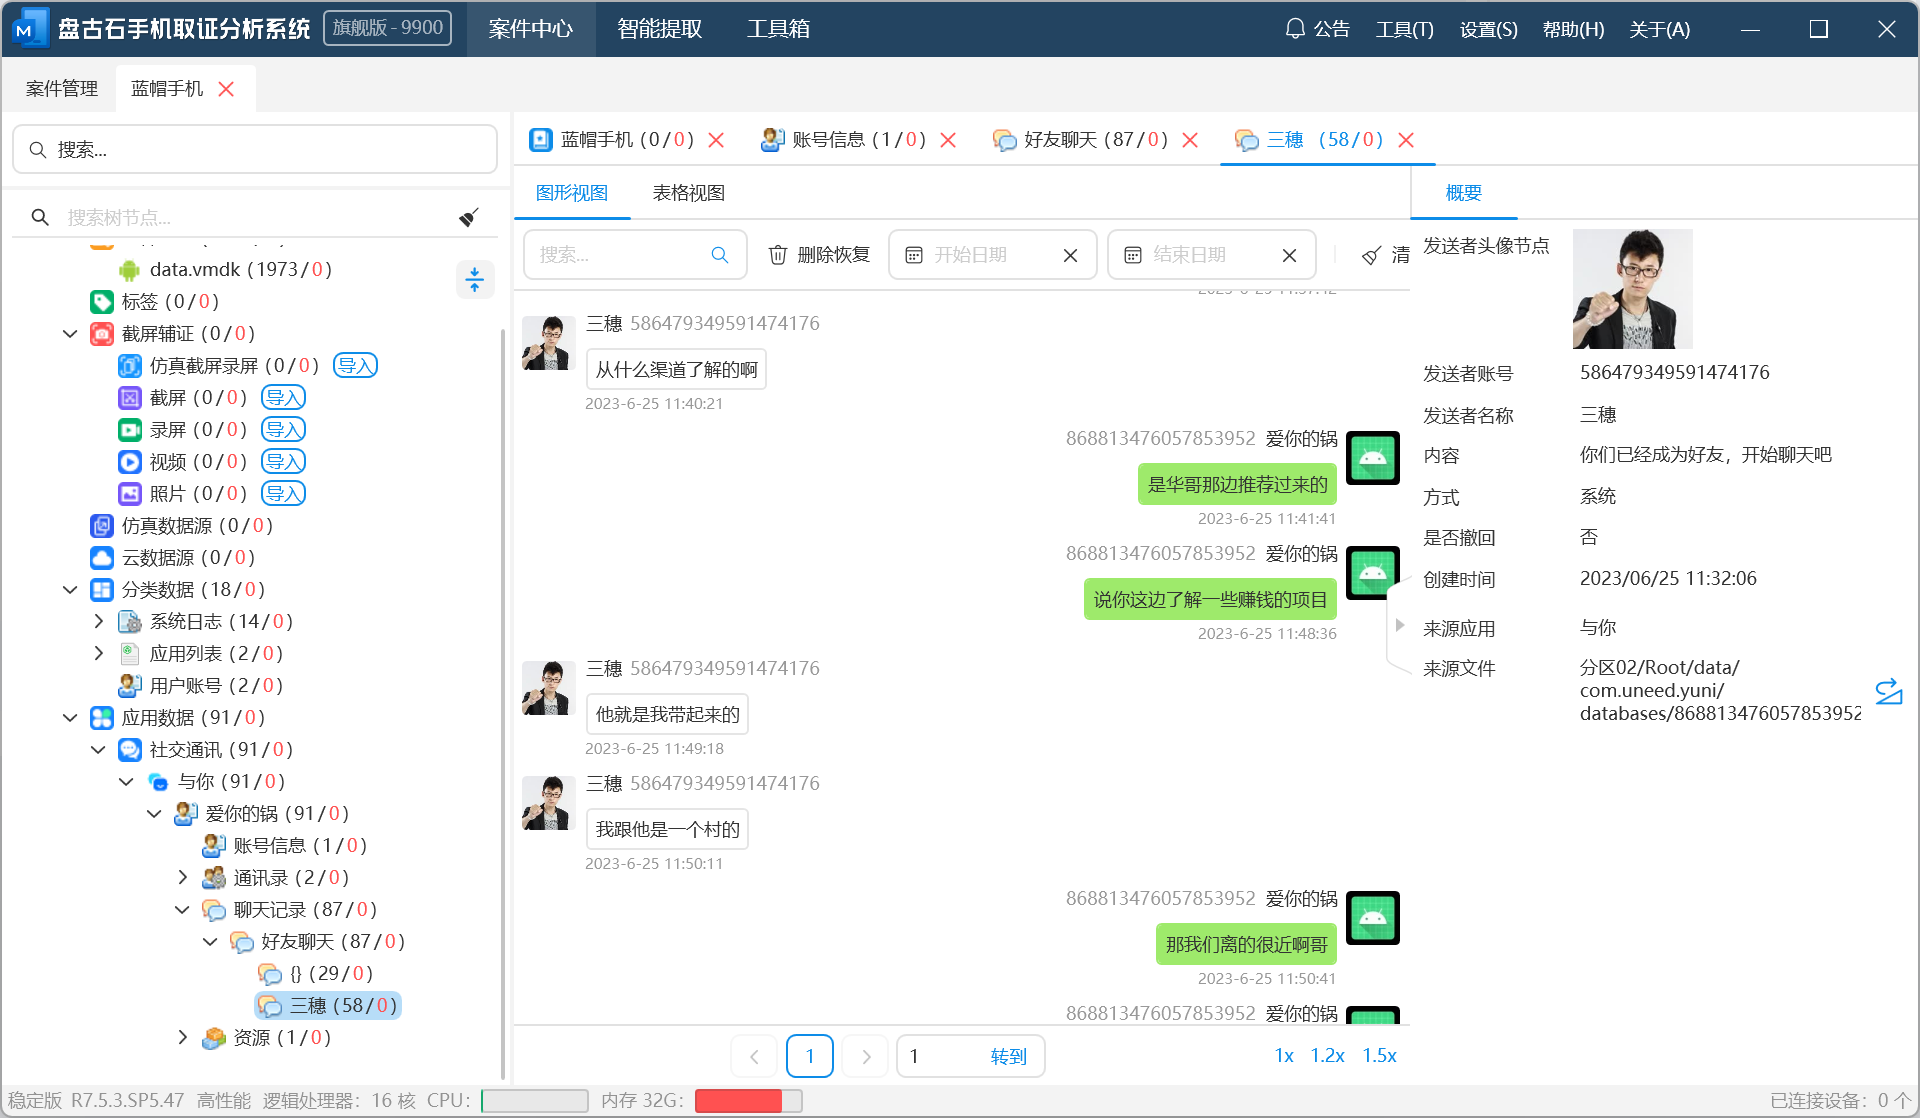 盘古石手机取证分析系统 旗舰版 - 9900 案件中心 智能提取 工具箱 公告 工具(T) 设置(S) 帮助(H) 关于(A)
案件管理 蓝帽手机
搜索...
搜索树节点...
data.vmdk (1973/0)
标签 (0/0)
截屏辅证 (0/0)
仿真截屏录屏 (0/0) 导入
截屏 (0/0) 导入
录屏 (0/0) 导入
视频 (0/0) 导入
照片 (0/0) 导入
仿真数据源 (0/0)
云数据源 (0/0)
分类数据 (18/0)
系统日志 (14/0)
应用列表 (2/0)
用户账号 (2/0)
应用数据 (91/0)
社交通讯 (91/0)
与你 (91/0)
爱你的锅 (91/0)
账号信息 (1/0)
通讯录 (2/0)
聊天记录 (87/0)
好友聊天 (87/0)
{} (29/0)
三穗 (58/0)
资源 (1/0)
蓝帽手机 (0/0) 账号信息 (1/0) 好友聊天 (87/0) 三穗 (58/0)
图形视图 表格视图
搜索... 删除恢复 开始日期 结束日期 清
三穗 586479349591474176
从什么渠道了解的啊
2023-6-25 11:40:21
868813476057853952 爱你的锅
是华哥那边推荐过来的
2023-6-25 11:41:41
868813476057853952 爱你的锅
说你这边了解一些赚钱的项目
2023-6-25 11:48:36
三穗 586479349591474176
他就是我带起来的
2023-6-25 11:49:18
三穗 586479349591474176
我跟他是一个村的
2023-6-25 11:50:11
868813476057853952 爱你的锅
那我们离的很近啊哥
2023-6-25 11:50:41
868813476057853952 爱你的锅
1 1 转到 1x 1.2x 1.5x
概要
发送者头像节点
发送者账号 586479349591474176
发送者名称 三穗
内容 你们已经成为好友，开始聊天吧
方式 系统
是否撤回 否
创建时间 2023/06/25 11:32:06
来源应用 与你
来源文件 分区02/Root/data/
com.uneed.yuni/
databases/868813476057853952
稳定版 R7.5.3.SP5.47 高性能 逻辑处理器：16 核 CPU： 内存 32G： 已连接设备：0 个